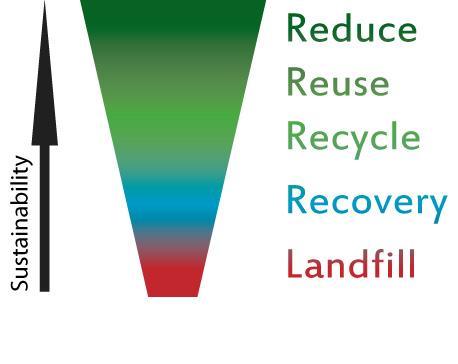 Reduce
Reuse
Recycle
Recovery
Landfill
Sustainability